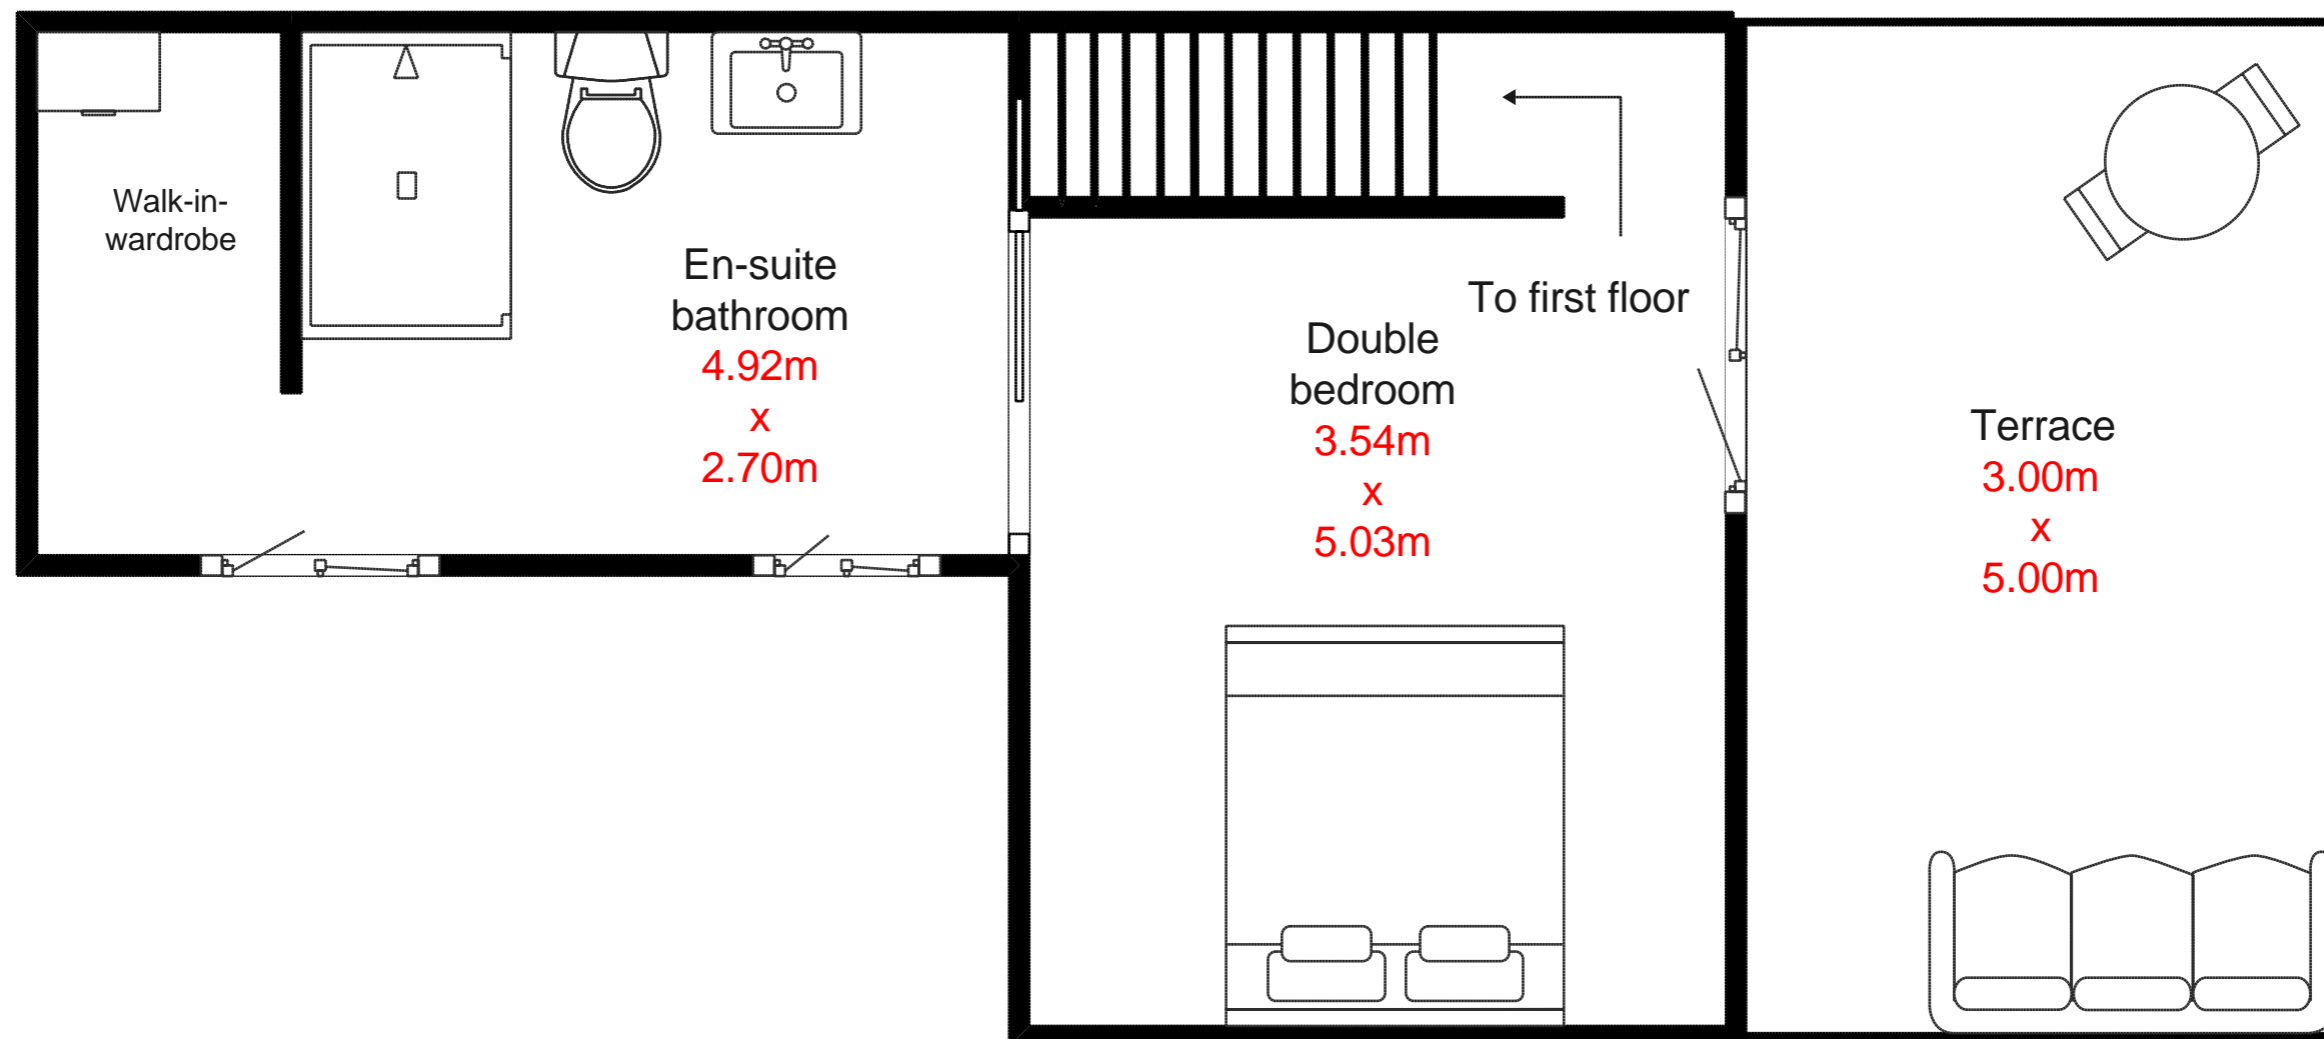 Walk-in-
wardrobe
En-suite
bathroom
4.92m
x
2.70m
To first floor
Double
bedroom
3.54m
x
5.03m
Terrace
3.00m
x
5.00m